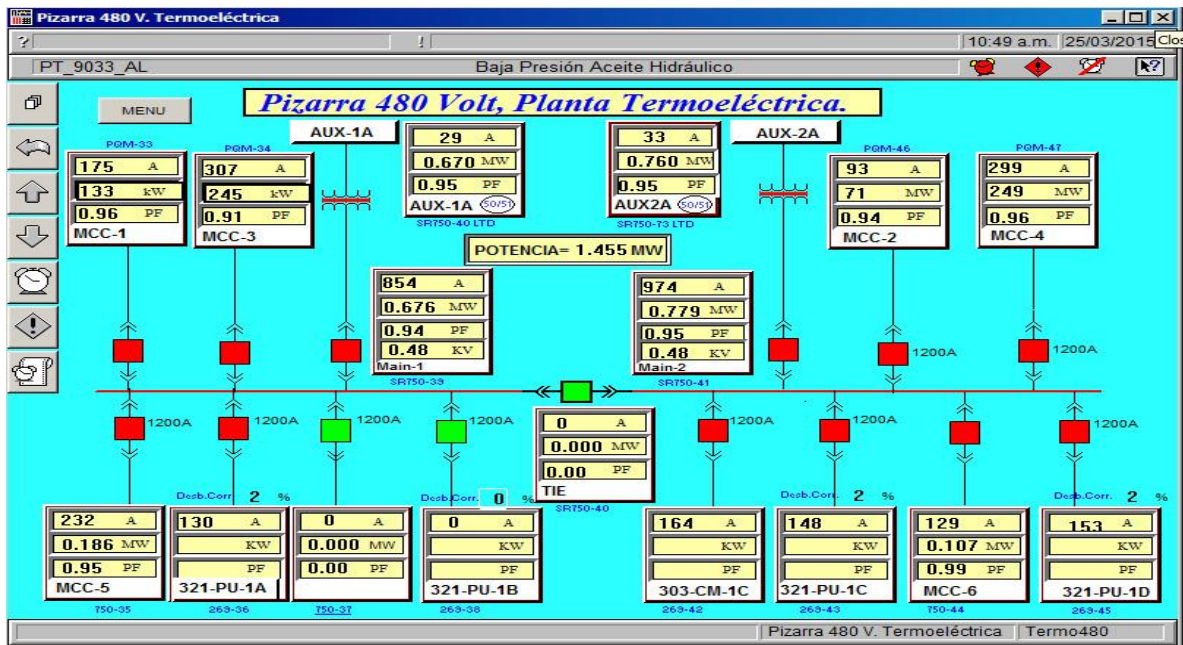 Pizarra 480 V. Termoeléctrica
? ! 10:49 a.m. 25/03/2015 Clos
PT_9033_AL Baja Presión Aceite Hidráulico
MENU
Pizarra 480 Volt, Planta Termoeléctrica.
PQM-33
175 A
133 kW
0.96 PF
MCC-1
PQM-34
307 A
245 kW
0.91 PF
MCC-3
AUX-1A
29 A
0.670 MW
0.95 PF
AUX-1A 50/51
SR750-40 LTD
33 A
0.760 MW
0.95 PF
AUX2A 50/51
SR750-73 LTD
AUX-2A
PQM-46
93 A
71 MW
0.94 PF
MCC-2
PQM-47
299 A
249 MW
0.96 PF
MCC-4
POTENCIA= 1.455 MW
854 A
0.676 MW
0.94 PF
0.48 KV
Main-1
SR750-39
974 A
0.779 MW
0.95 PF
0.48 KV
Main-2
SR750-41
1200A
1200A
1200A
1200A
1200A
1200A
1200A
1200A
1200A
0 A
0.000 MW
0.00 PF
TIE
SR750-40
232 A
0.186 MW
0.95 PF
MCC-5
750-35
Desb.Corr. 2 %
130 A
KW
PF
321-PU-1A
269-36
0 A
0.000 MW
0.00 PF
750-37
Desb.Corr. 0 %
0 A
KW
PF
321-PU-1B
269-38
164 A
KW
PF
303-CM-1C
269-42
Desb.Corr. 2 %
148 A
KW
PF
321-PU-1C
269-43
129 A
0.107 MW
0.99 PF
MCC-6
750-44
Desb.Corr. 2 %
153 A
KW
PF
321-PU-1D
269-45
Pizarra 480 V. Termoeléctrica Termo480